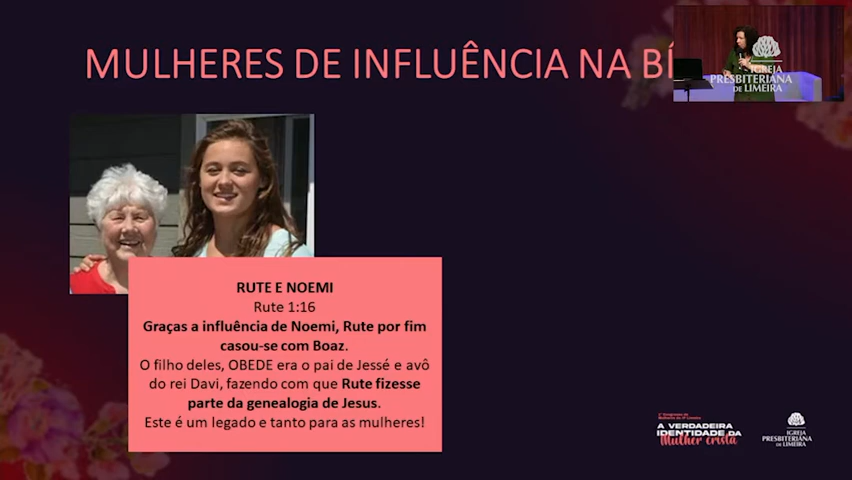 MULHERES DE INFLUÊNCIA NA BÍ
IGREJA
PRESBITERIANA
DE LIMEIRA
RUTE E NOEMI
Rute 1:16
Graças a influência de Noemi, Rute por fim
casou-se com Boaz.
O filho deles, OBEDE era o pai de Jessé e avô
do rei Davi, fazendo com que Rute fizesse
parte da genealogia de Jesus.
Este é um legado e tanto para as mulheres!
A VERDADEIRA
IDENTIDADE DA
Mulher cristã
IGREJA
PRESBITERIANA
DE LIMEIRA